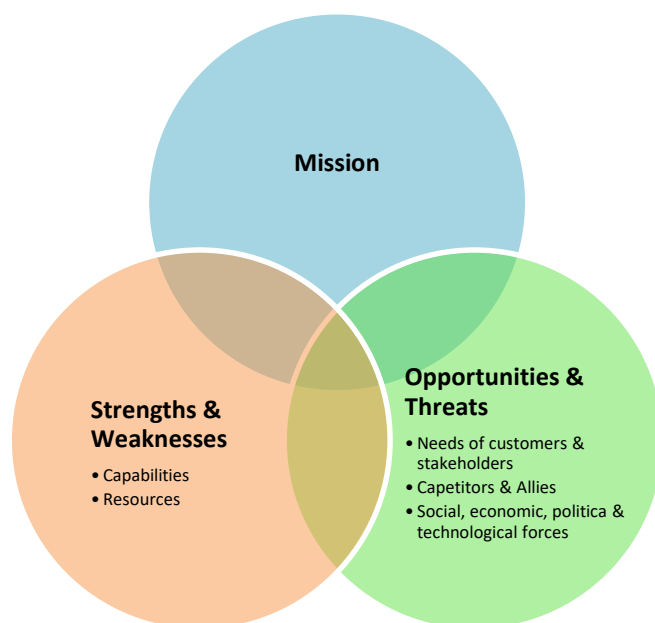 Mission
Strengths &
Weaknesses
• Capabilities
• Resources
Opportunities &
Threats
• Needs of customers &
stakeholders
• Capetitors & Allies
• Social, economic, politica &
technological forces